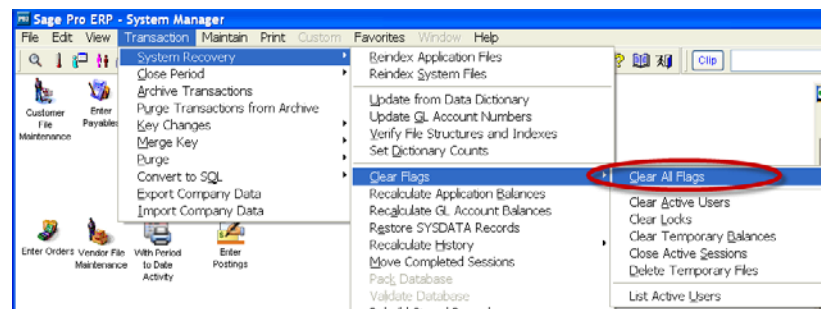 Sage Pro ERP - System Manager
File Edit View Transaction Maintain Print Custom Favorites Window Help
Clip
System Recovery
Close Period
Archive Transactions
Purge Transactions from Archive
Key Changes
Merge Key
Purge
Convert to SQL
Export Company Data
Import Company Data
Reindex Application Files
Reindex System Files
Update from Data Dictionary
Update GL Account Numbers
Verify File Structures and Indexes
Set Dictionary Counts
Clear Flags
Recalculate Application Balances
Recalculate GL Account Balances
Restore SYSDATA Records
Recalculate History
Move Completed Sessions
Pack Database
Validate Database
Clear All Flags
Clear Active Users
Clear Locks
Clear Temporary Balances
Close Active Sessions
Delete Temporary Files
List Active Users
Customer
File
Maintenance
Enter
Payables
Enter Orders
Vendor File
Maintenance
With Period
to Date
Activity
Enter
Postings